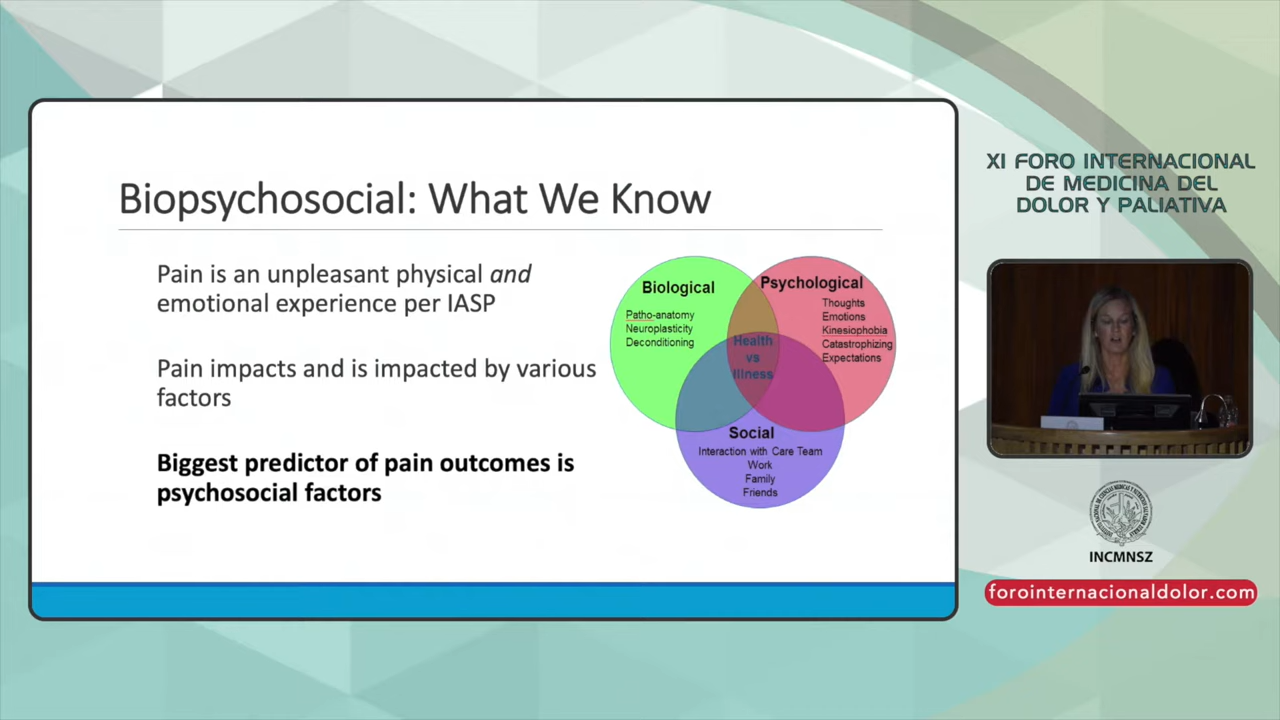 Biopsychosocial: What We Know
Pain is an unpleasant physical and
emotional experience per IASP
Pain impacts and is impacted by various
factors
Biggest predictor of pain outcomes is
psychosocial factors
Biological
Patho-anatomy
Neuroplasticity
Deconditioning
Psychological
Thoughts
Emotions
Kinesiophobia
Catastrophizing
Expectations
Health
vs
Illness
Social
Interaction with Care Team
Work
Family
Friends
XI FORO INTERNACIONAL
DE MEDICINA DEL
DOLOR Y PALIATIVA
INCMNSZ
forointernacionaldolor.com